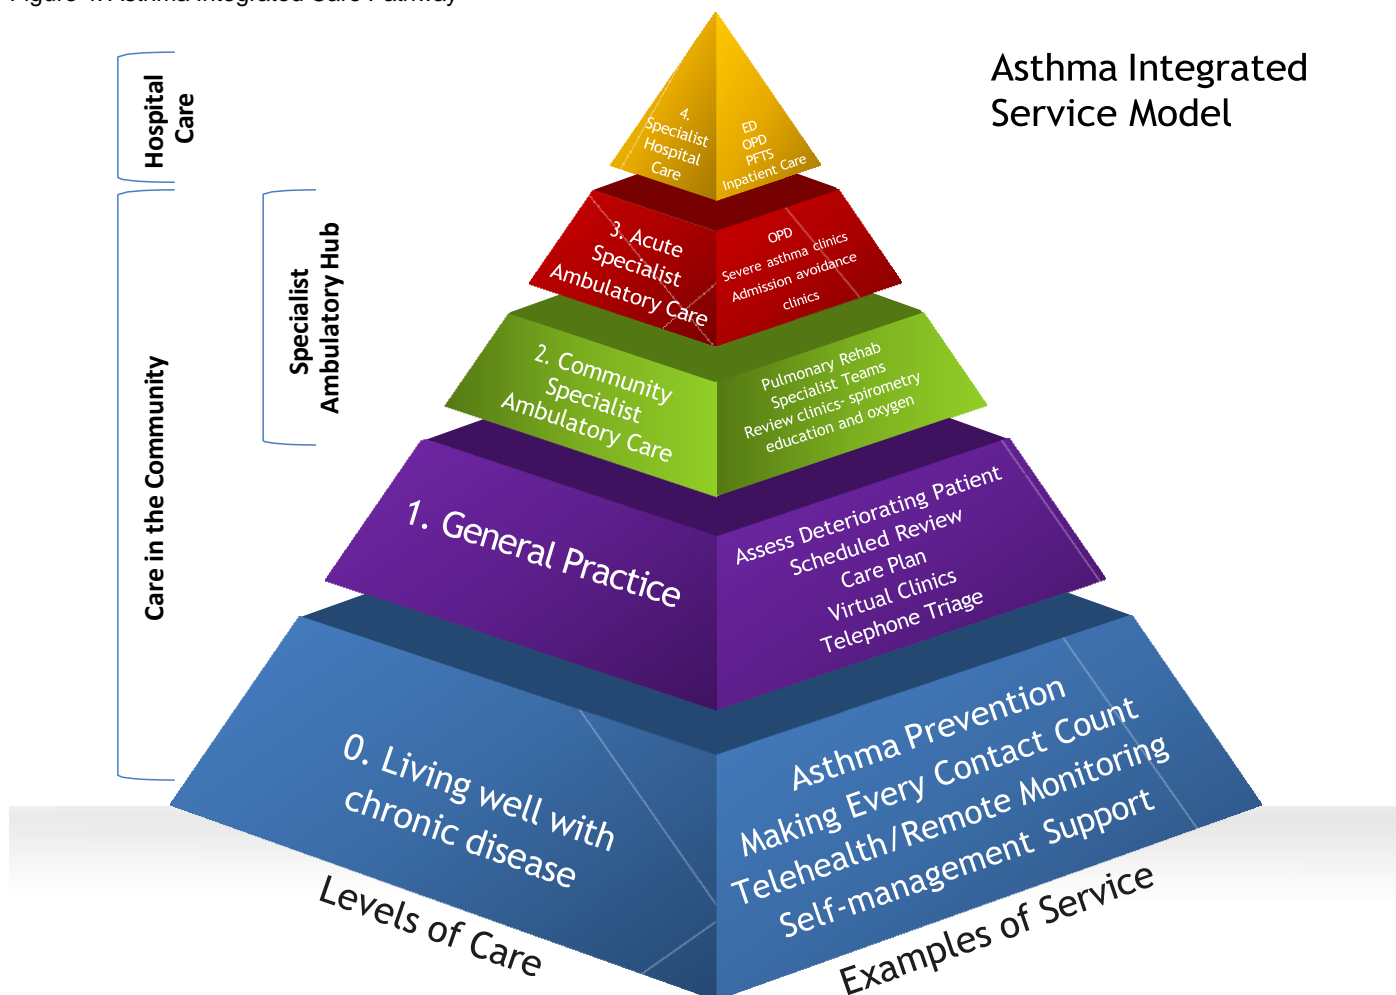 Asthma Integrated
Service Model
Hospital
Care
Specialist
Ambulatory Hub
Care in the Community
4.
Specialist
Hospital
Care
ED
OPD
PFTS
Inpatient Care
3. Acute
Specialist
Ambulatory Care
OPD
Severe asthma clinics
Admission avoidance
clinics
2. Community
Specialist
Ambulatory Care
Pulmonary Rehab
Specialist Teams
Review clinics- spirometry
education and oxygen
1. General Practice
Assess Deteriorating Patient
Scheduled Review
Care Plan
Virtual Clinics
Telephone Triage
0. Living well with
chronic disease
Asthma Prevention
Making Every Contact Count
Telehealth/Remote Monitoring
Self-management Support
Levels of Care
Examples of Service